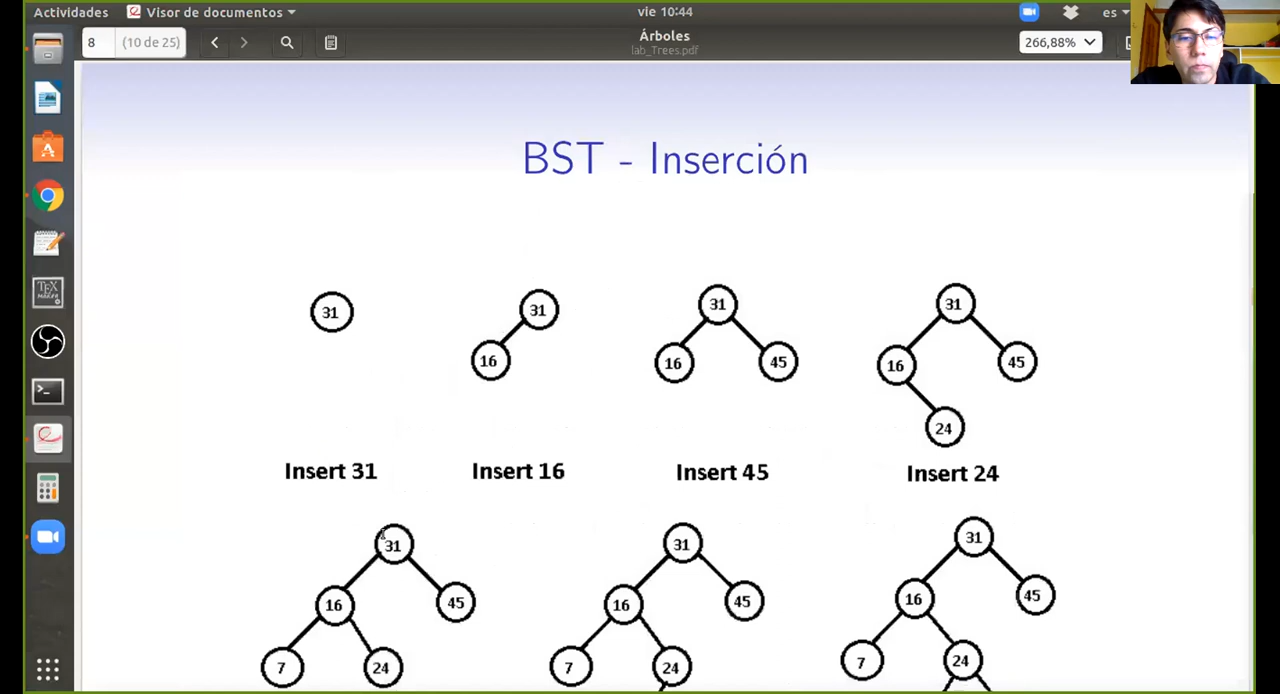 Actividades
Visor de documentos
vie 10:44
es
8
(10 de 25)
Árboles
lab_Trees.pdf
266,88%
BST - Inserción
31
31
16
31
16
45
31
16
45
24
Insert 31
Insert 16
Insert 45
Insert 24
31
16
45
7
24
31
16
45
7
24
31
16
45
7
24